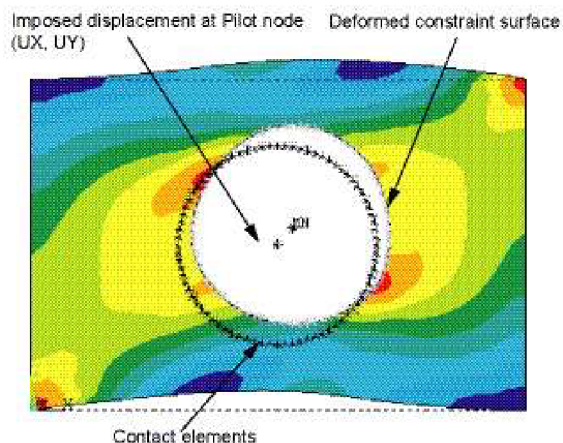 Imposed displacement at Pilot node
(UX, UY)
Deformed constraint surface
X
Contact elements